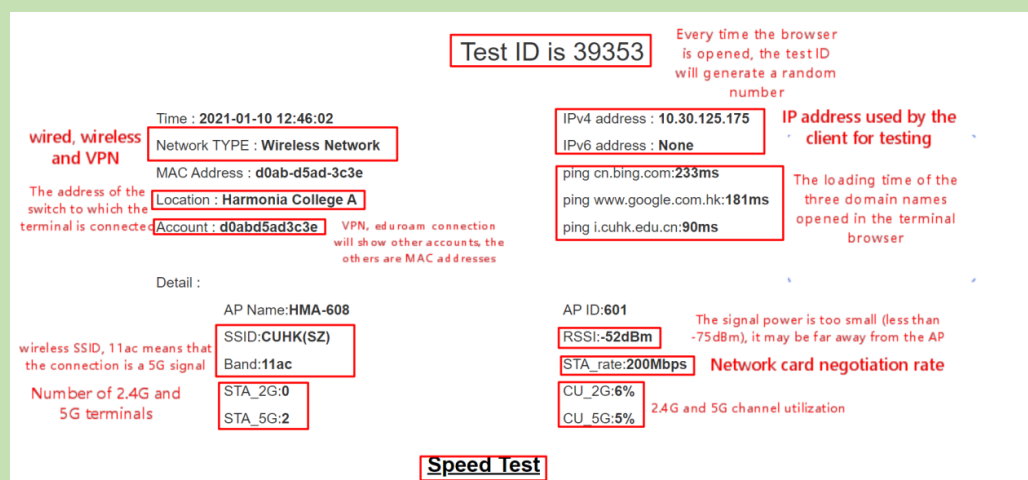 Test ID is 39353
Every time the browser
is opened, the test ID
will generate a random
number
Time : 2021-01-10 12:46:02
Network TYPE : Wireless Network
wired, wireless
and VPN
MAC Address : d0ab-d5ad-3c3e
Location : Harmonia College A
The address of the
switch to which the
terminal is connected
Account : d0abd5ad3c3e
VPN, eduroam connection
will show other accounts, the
others are MAC addresses
IPv4 address : 10.30.125.175
IPv6 address : None
IP address used by the
client for testing
ping cn.bing.com:233ms
ping www.google.com.hk:181ms
ping i.cuhk.edu.cn:90ms
The loading time of the
three domain names
opened in the terminal
browser
Detail :
AP Name:HMA-608
SSID:CUHK(SZ)
Band:11ac
wireless SSID, 11ac means that
the connection is a 5G signal
STA_2G:0
STA_5G:2
Number of 2.4G and
5G terminals
AP ID:601
RSSI:-52dBm
The signal power is too small (less than
-75dBm), it may be far away from the AP
STA_rate:200Mbps
Network card negotiation rate
CU_2G:6%
CU_5G:5%
2.4G and 5G channel utilization
Speed Test